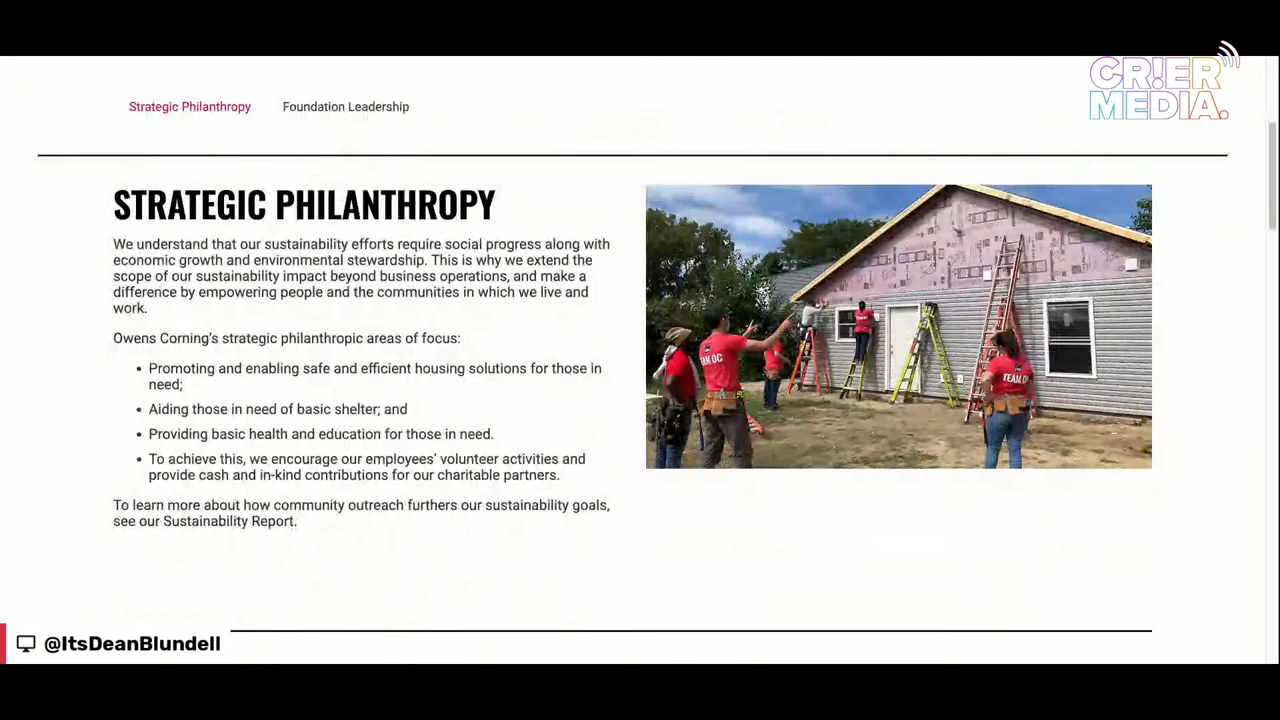 CR!ER
MEDIA.
Strategic Philanthropy Foundation Leadership
STRATEGIC PHILANTHROPY
We understand that our sustainability efforts require social progress along with
economic growth and environmental stewardship. This is why we extend the
scope of our sustainability impact beyond business operations, and make a
difference by empowering people and the communities in which we live and
work.
Owens Corning's strategic philanthropic areas of focus:
• Promoting and enabling safe and efficient housing solutions for those in
need;
• Aiding those in need of basic shelter; and
• Providing basic health and education for those in need.
• To achieve this, we encourage our employees' volunteer activities and
provide cash and in-kind contributions for our charitable partners.
To learn more about how community outreach furthers our sustainability goals,
see our Sustainability Report.
TEAM OC
@ItsDeanBlundell